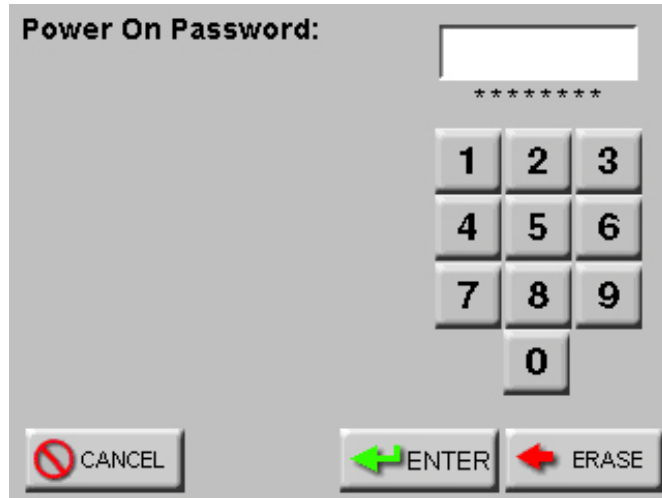 Power On Password:
********
1 2 3
4 5 6
7 8 9
0
CANCEL ENTER ERASE